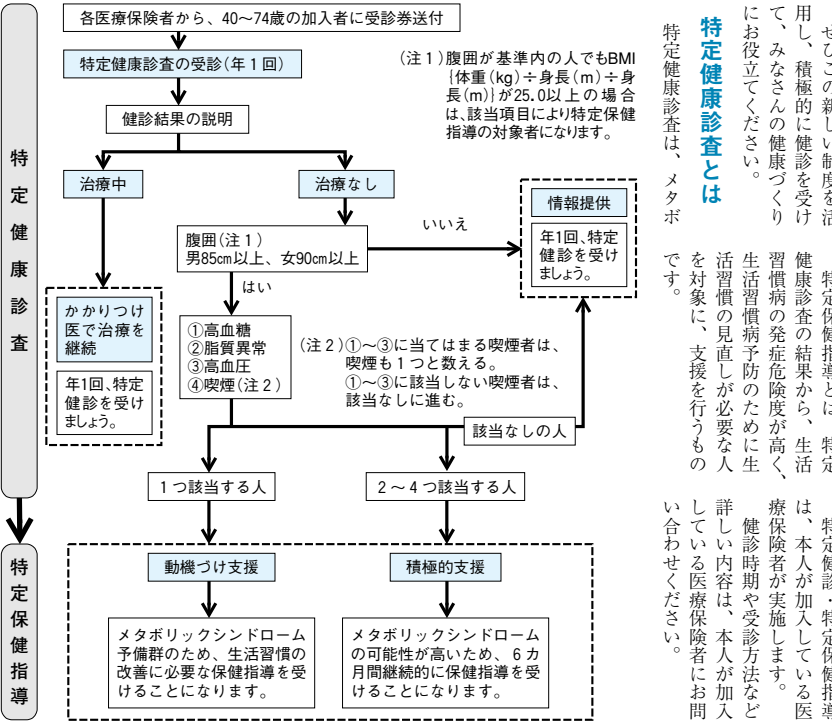 特定健康診査
特定保健指導
各医療保険者から、40～74歳の加入者に受診券送付
特定健康診査の受診(年１回)
健診結果の説明
(注１)腹囲が基準内の人でもBMI
{体重(kg)÷身長(m)÷身
長(m)}が25.0以上の場合
は、該当項目により特定保健
指導の対象者になります。
治療中
治療なし
情報提供
年1回、特定
健診を受け
ましょう。
いいえ
腹囲(注１)
男85㎝以上、女90㎝以上
はい
かかりつけ
医で治療を
継続
年1回、特定
健診を受け
ましょう。
①高血糖
②脂質異常
③高血圧
④喫煙(注２)
(注２)①～③に当てはまる喫煙者は、
喫煙も１つと数える。
①～③に該当しない喫煙者は、
該当なしに進む。
該当なしの人
１つ該当する人
２～４つ該当する人
動機づけ支援
積極的支援
メタボリックシンドローム
予備群のため、生活習慣の
改善に必要な保健指導を受
けることになります。
メタボリックシンドローム
の可能性が高いため、６カ
月間継続的に保健指導を受
けることになります。
ぜひこの新しい制度を活
用し、積極的に健診を受け
て、みなさんの健康づくり
にお役立てください。
特定健康診査とは
特定健康診査は、メタボ
特定保健指導とは、特定
健康診査の結果から、生活
習慣病の発症危険度が高く、
生活習慣病予防のために生
活習慣の見直しが必要な人
を対象に、支援を行うもの
です。
特定健診・特定保健指導
は、本人が加入している医
療保険者が実施します。
健診時期や受診方法など
詳しい内容は、本人が加入
している医療保険者にお問
い合わせください。